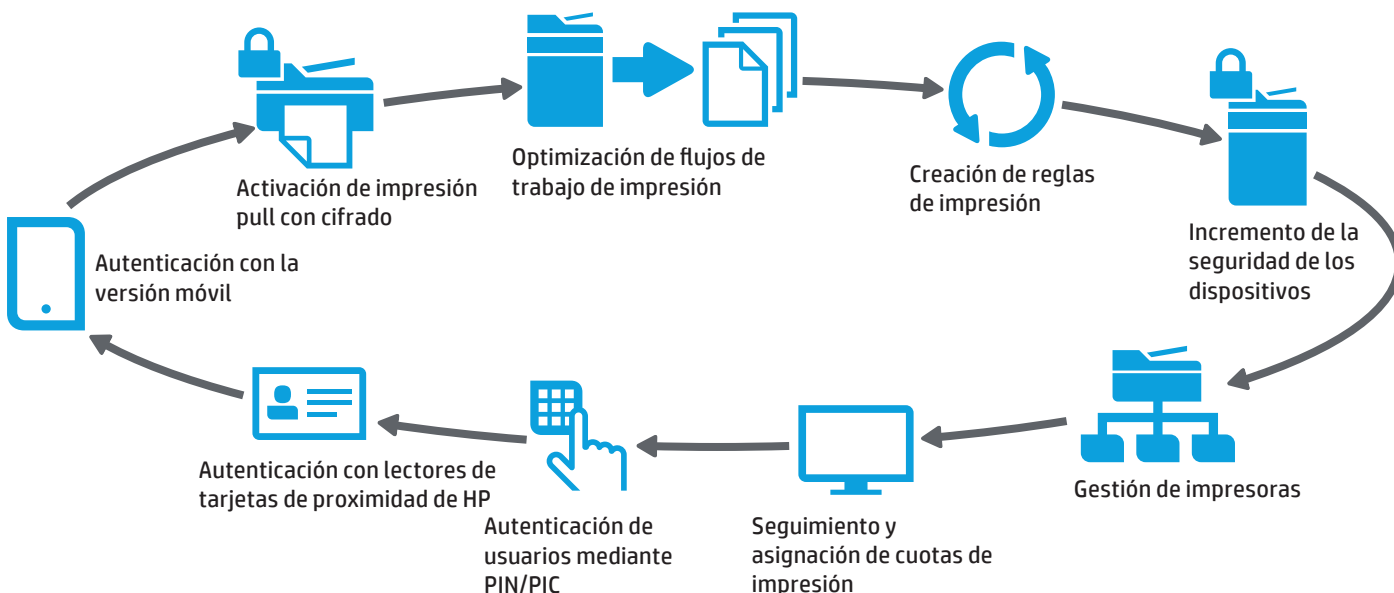 Activación de impresión
pull con cifrado
Optimización de flujos de
trabajo de impresión
Creación de reglas
de impresión
Incremento de la
seguridad de los
dispositivos
Autenticación con la
versión móvil
Autenticación con lectores de
tarjetas de proximidad de HP
Autenticación de
usuarios mediante
PIN/PIC
Seguimiento y
asignación de cuotas de
impresión
Gestión de impresoras